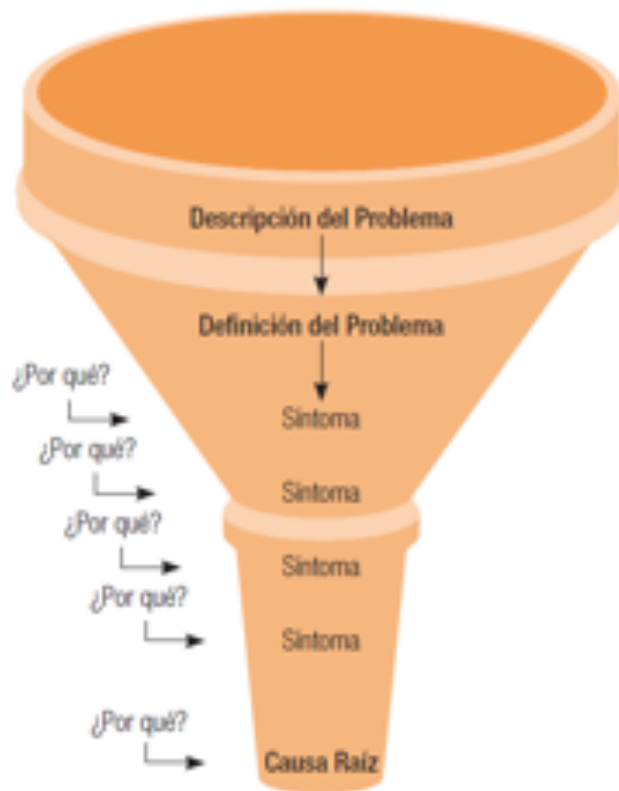 Descripción del Problema
Definición del Problema
¿Por qué?
Síntoma
¿Por qué?
Síntoma
¿Por qué?
Síntoma
¿Por qué?
Síntoma
¿Por qué?
Causa Raíz